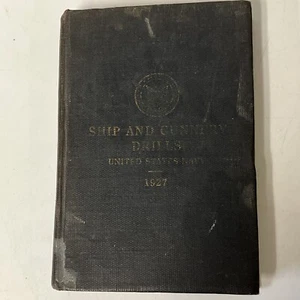 SHIP AND GUNNERY
DRILLS
UNITED STATES NAVY
1927